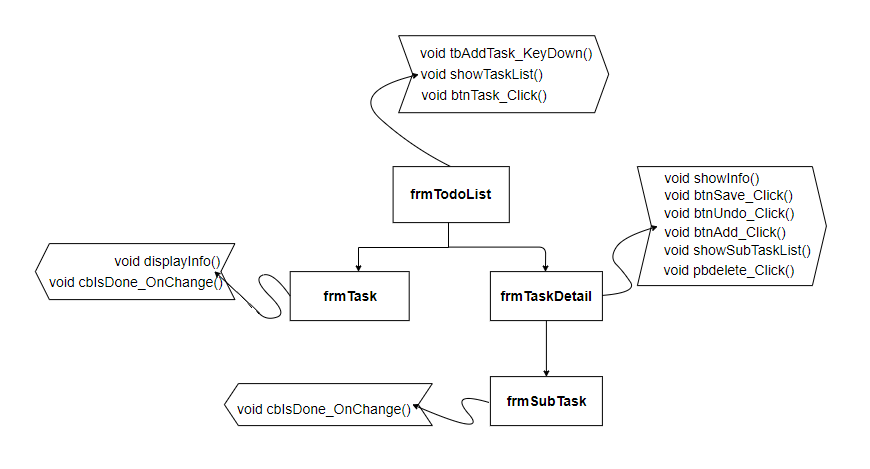 void tbAddTask_KeyDown()
void showTaskList()
void btnTask_Click()
frmTodoList
void showInfo()
void btnSave_Click()
void btnUndo_Click()
void btnAdd_Click()
void showSubTaskList()
void pbdelete_Click()
void displayInfo()
void cbIsDone_OnChange()
frmTask
frmTaskDetail
frmSubTask
void cbIsDone_OnChange()